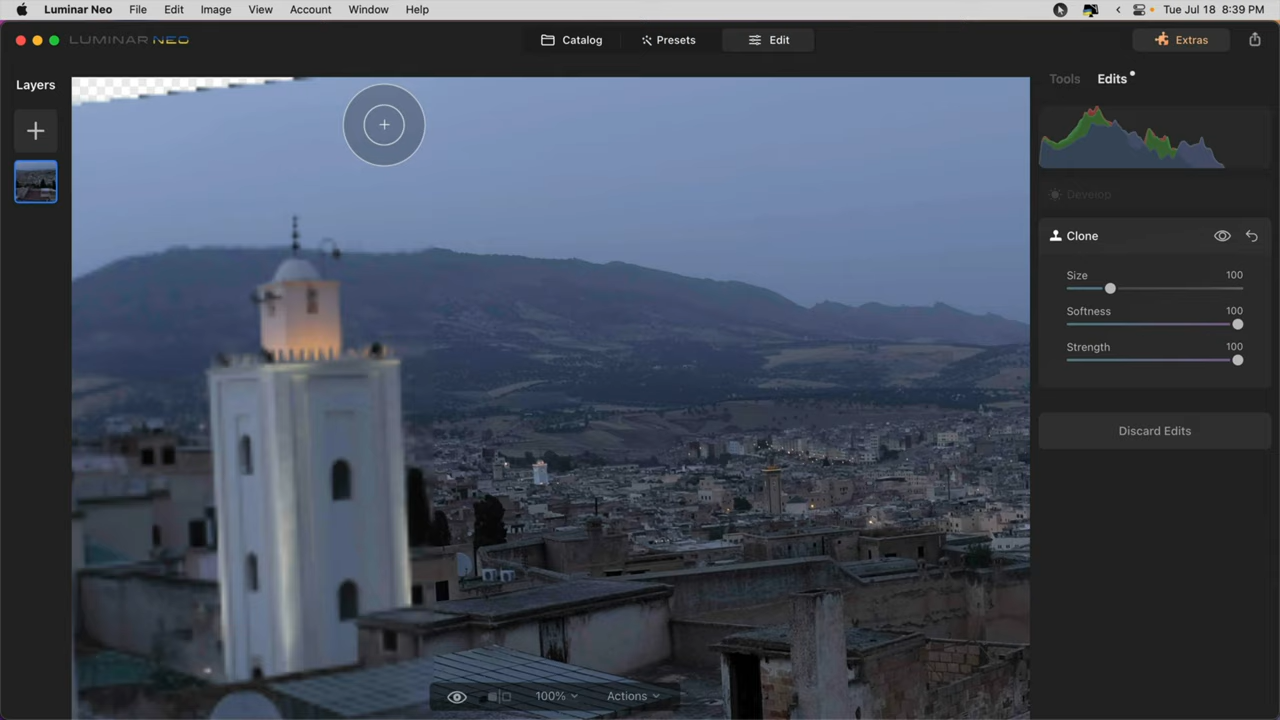 Luminar Neo File Edit Image View Account Window Help Tue Jul 18 8:39 PM
LUMINAR NEO Catalog Presets Edit Extras
Layers
Tools Edits
Develop
Clone
Size 100
Softness 100
Strength 100
Discard Edits
100% Actions